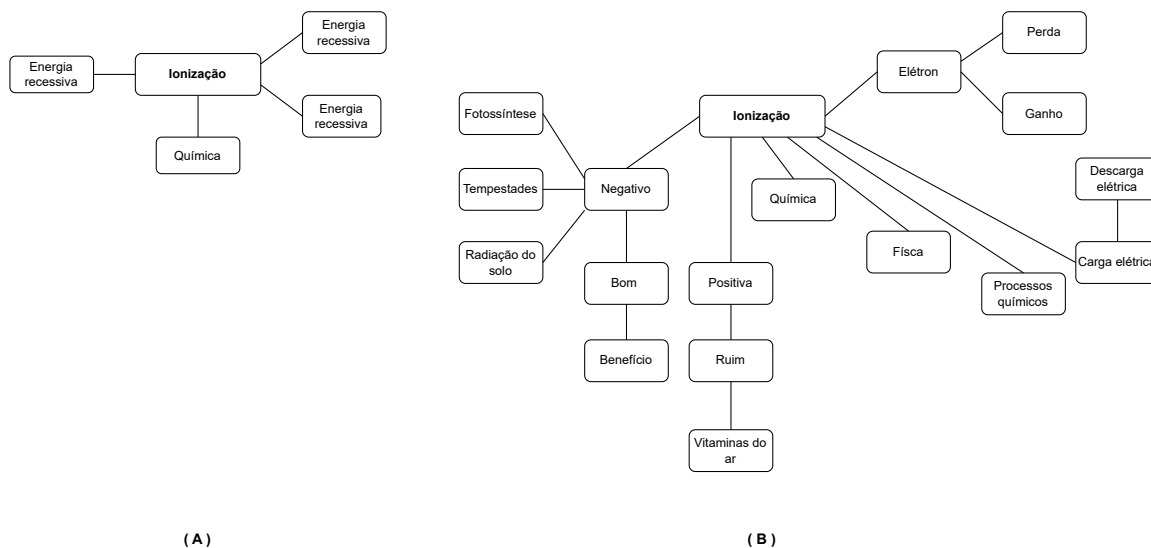 Energia
recessiva
Energia
recessiva
Ionização
Energia
recessiva
Química
( A )
Perda
Elétron
Ganho
Ionização
Fotossíntese
Tempestades
Negativo
Radiação do
solo
Bom
Benefício
Positiva
Ruim
Vitaminas do
ar
Química
Físca
Processos
químicos
Descarga
elétrica
Carga elétrica
( B )